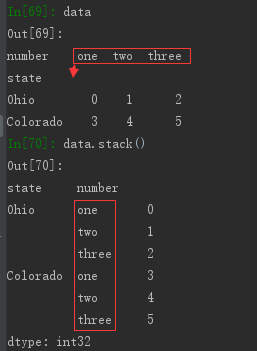 In[69]: data
Out[69]:
number    one  two  three
state
Ohio        0    1      2
Colorado    3    4      5
In[70]: data.stack()
Out[70]:
state     number
Ohio      one       0
          two       1
          three     2
Colorado  one       3
          two       4
          three     5
dtype: int32